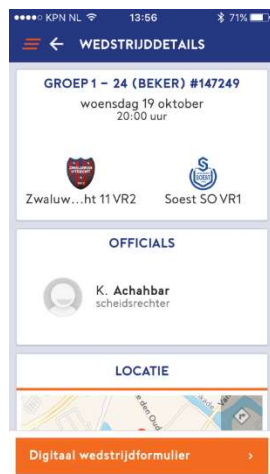 KPN NL 13:56 71%
← WEDSTRIJDDETAILS
GROEP 1 – 24 (BEKER) #147249
woensdag 19 oktober
20:00 uur
SOEST
Zwaluw...ht 11 VR2 Soest SO VR1
OFFICIALS
K. Achahbar
scheidsrechter
LOCATIE
Digitaal wedstrijdformulier >